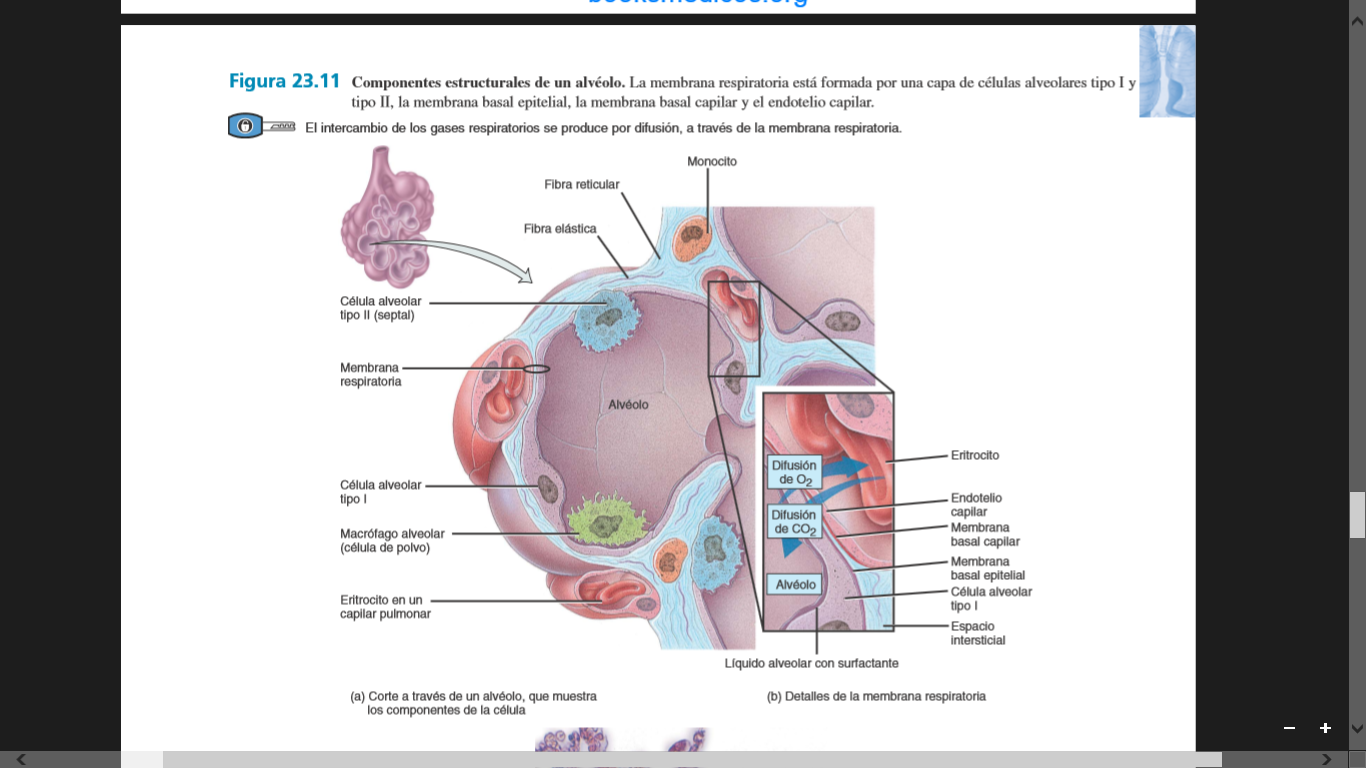 booksmedicos.org
Figura 23.11 Componentes estructurales de un alvéolo. La membrana respiratoria está formada por una capa de células alveolares tipo I y
tipo II, la membrana basal epitelial, la membrana basal capilar y el endotelio capilar.
El intercambio de los gases respiratorios se produce por difusión, a través de la membrana respiratoria.
Monocito
Fibra reticular
Fibra elástica
Célula alveolar
tipo II (septal)
Membrana
respiratoria
Alvéolo
Célula alveolar
tipo I
Macrófago alveolar
(célula de polvo)
Eritrocito en un
capilar pulmonar
Difusión
de O2
Difusión
de CO2
Alvéolo
Eritrocito
Endotelio
capilar
Membrana
basal capilar
Membrana
basal epitelial
Célula alveolar
tipo I
Espacio
intersticial
Líquido alveolar con surfactante
(a) Corte a través de un alvéolo, que muestra
los componentes de la célula
(b) Detalles de la membrana respiratoria